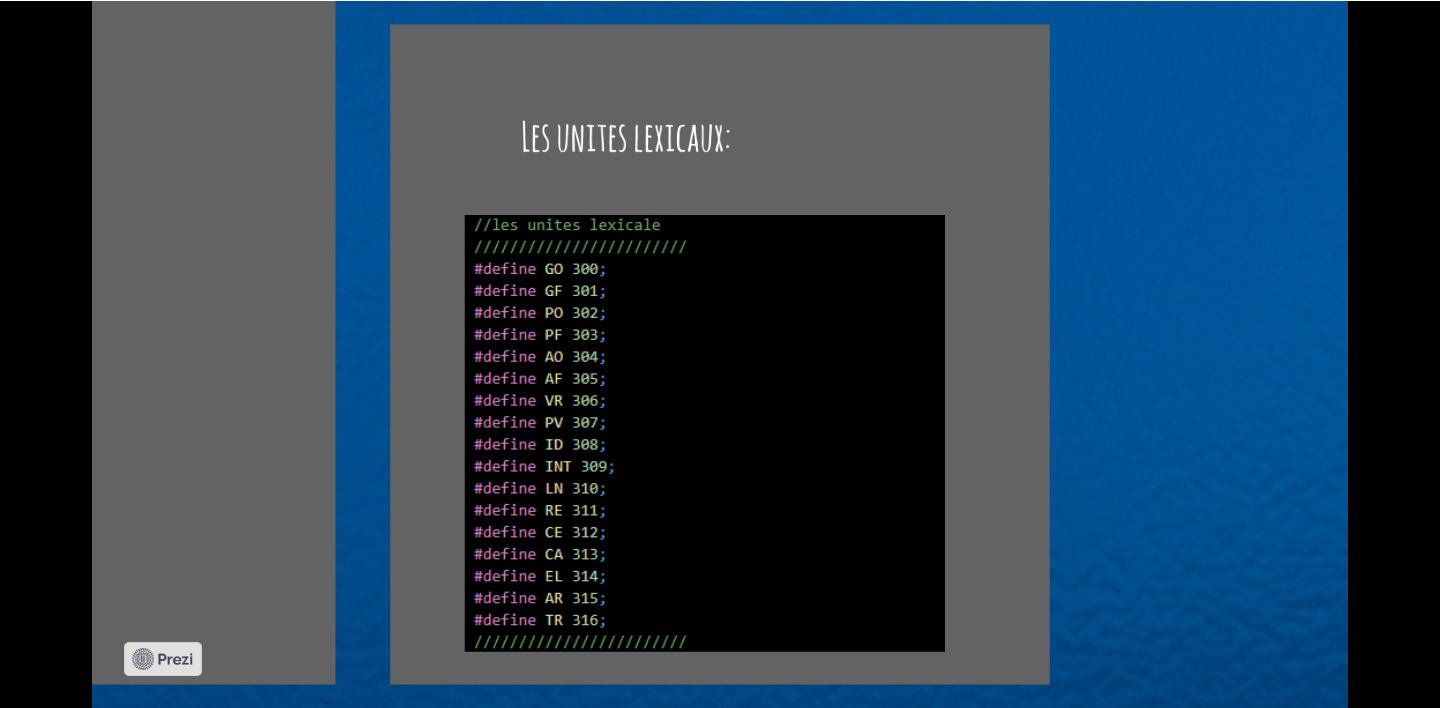 LES UNITES LEXICAUX:
//les unites lexicale
////////////////////////
#define GO 300;
#define GF 301;
#define PO 302;
#define PF 303;
#define AO 304;
#define AF 305;
#define VR 306;
#define PV 307;
#define ID 308;
#define INT 309;
#define LN 310;
#define RE 311;
#define CE 312;
#define CA 313;
#define EL 314;
#define AR 315;
#define TR 316;
////////////////////////
Prezi